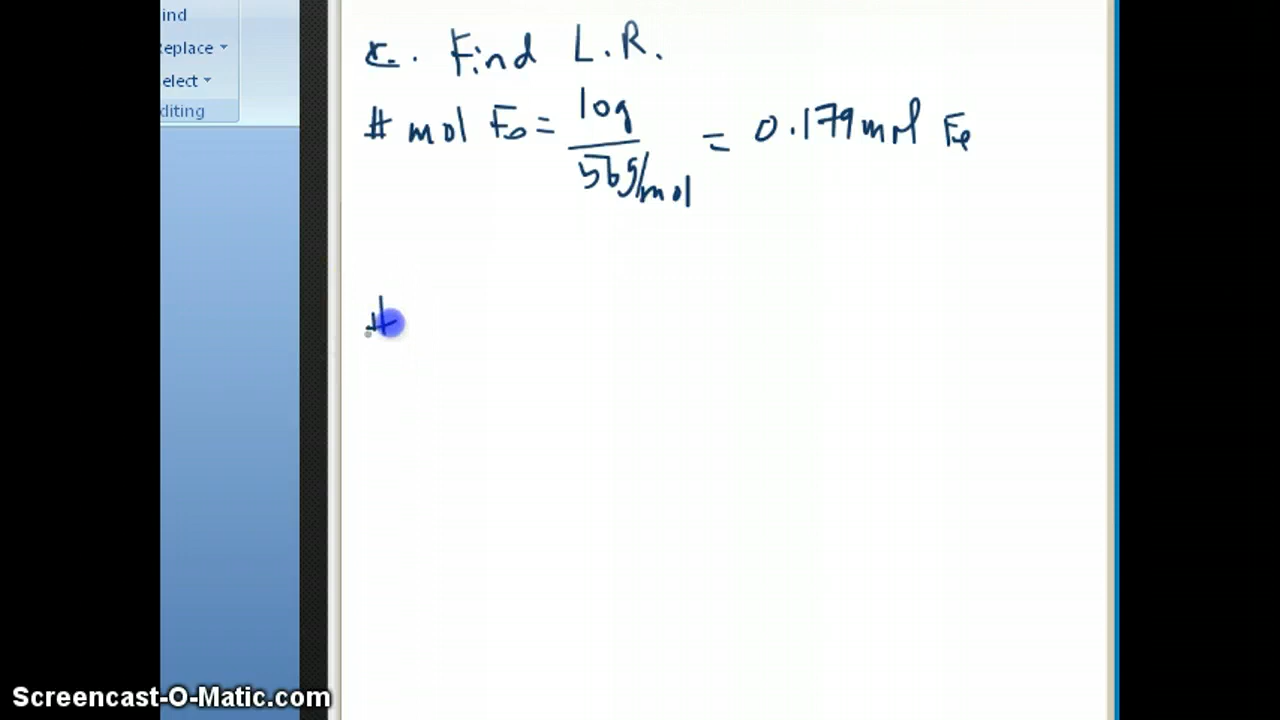 ind
eplace
elect
diting
c. Find L.R.
# mol Fe = 10g / 56g/mol = 0.179 mol Fe
#
Screencast-O-Matic.com